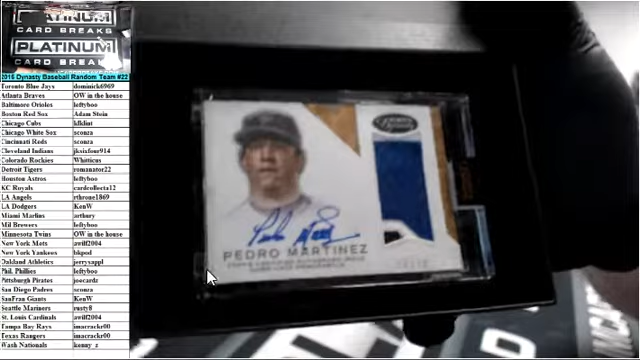 PLATINUM
CARD BREAKS
PLATINUM
CARD BREAKS
2016 Dynasty Baseball Random Team #22
Toronto Blue Jays dominick6969
Atlanta Braves OW in the house
Baltimore Orioles leftyboo
Boston Red Sox Adam Stein
Chicago Cubs kfklint
Chicago White Sox sconza
Cincinnati Reds sconza
Cleveland Indians jksixfour914
Colorado Rockies Whitticus
Detroit Tigers romanator22
Houston Astros leftyboo
KC Royals cardcollecta12
LA Angels rthrone1869
LA Dodgers KenW
Miami Marlins arthury
Mil Brewers leftyboo
Minnesota Twins OW in the house
New York Mets awilf2004
New York Yankees bkpod
Oakland Athletics jerrysappl
Phil. Phillies leftyboo
Pittsburgh Pirates joecardz
San Diego Padres sconza
SanFran Giants KenW
Seattle Mariners rusty8
St. Louis Cardinals awilf2004
Tampa Bay Rays imacrackr00
Texas Rangers imacrackr00
Wash Nationals kenny_z
PEDRO MARTINEZ